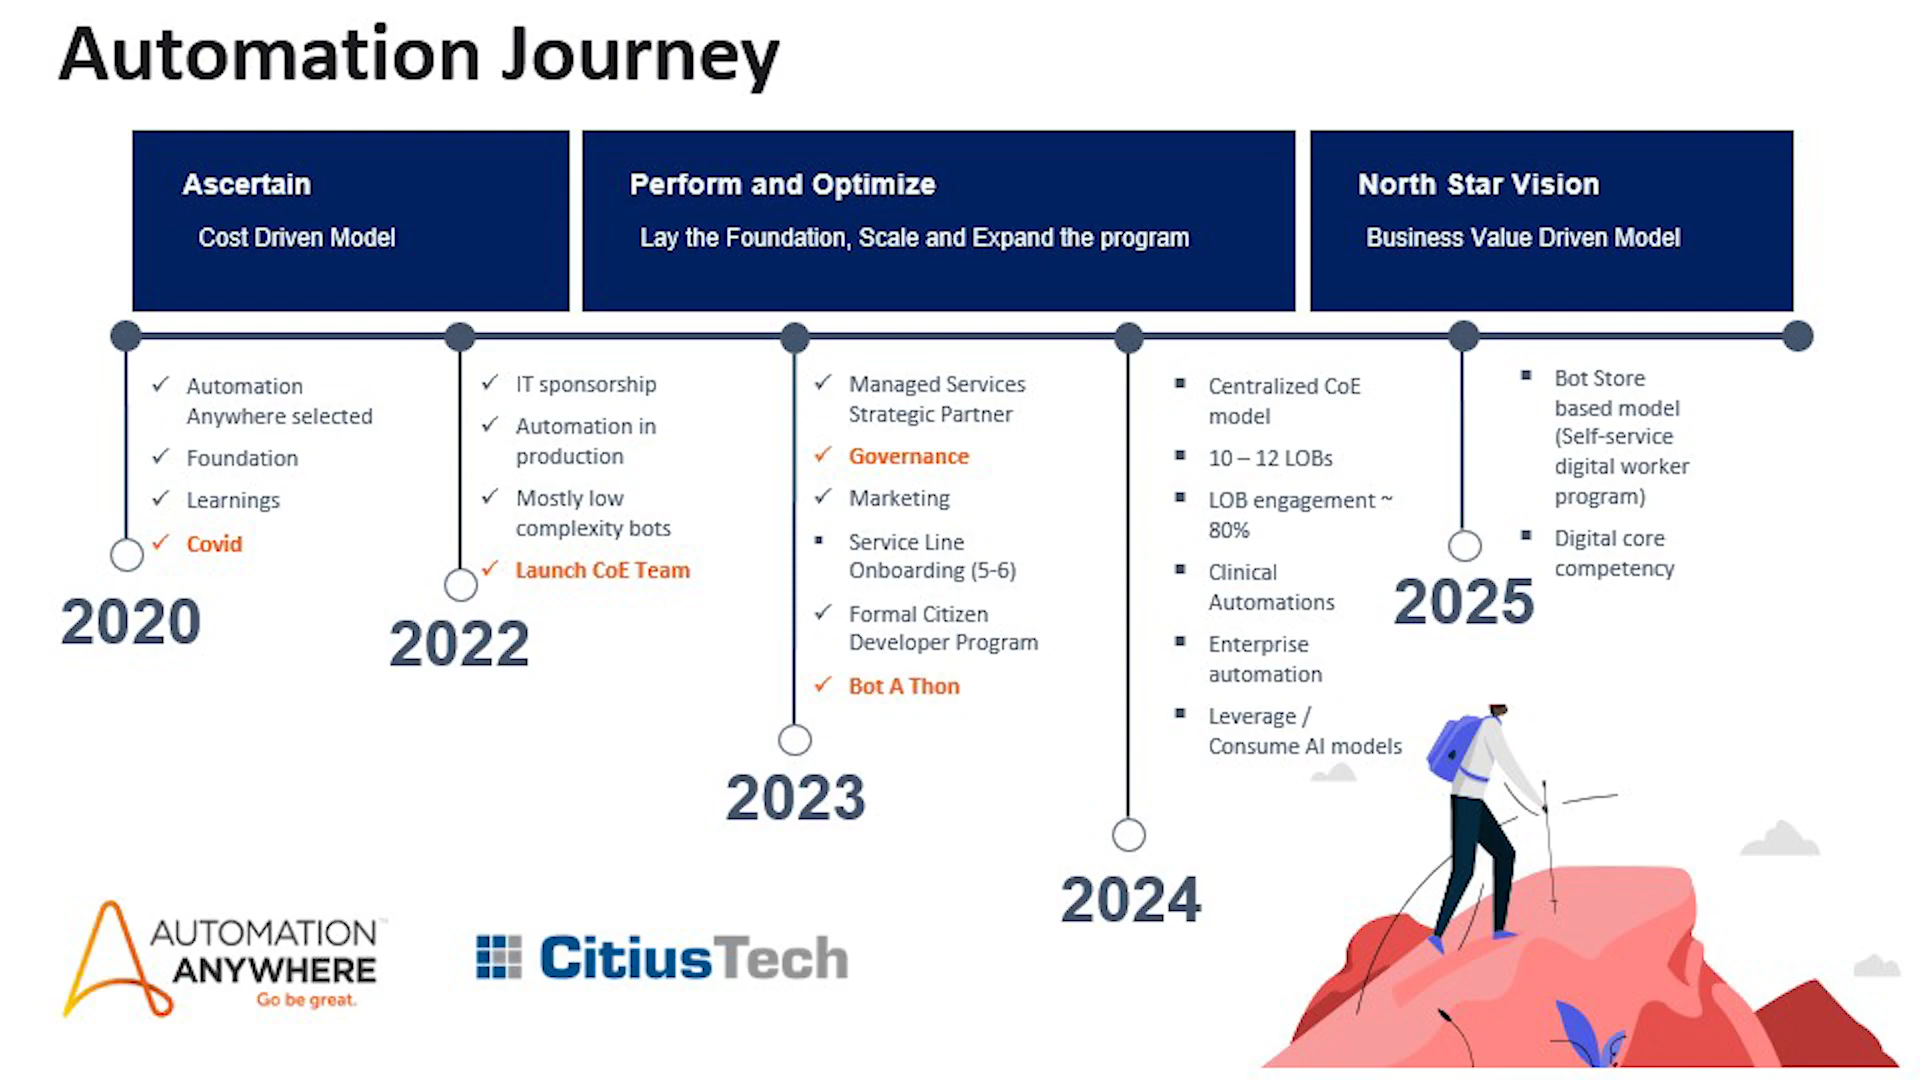 Automation Journey
Ascertain
Cost Driven Model
Perform and Optimize
Lay the Foundation, Scale and Expand the program
North Star Vision
Business Value Driven Model
Automation
Anywhere selected
Foundation
Learnings
Covid
2020
IT sponsorship
Automation in
production
Mostly low
complexity bots
Launch CoE Team
2022
Managed Services
Strategic Partner
Governance
Marketing
Service Line
Onboarding (5-6)
Formal Citizen
Developer Program
Bot A Thon
2023
Centralized CoE
model
10 – 12 LOBs
LOB engagement ~
80%
Clinical
Automations
Enterprise
automation
Leverage /
Consume AI models
2024
Bot Store
based model
(Self-service
digital worker
program)
Digital core
competency
2025
AUTOMATION
ANYWHERE
Go be great.
CitiusTech